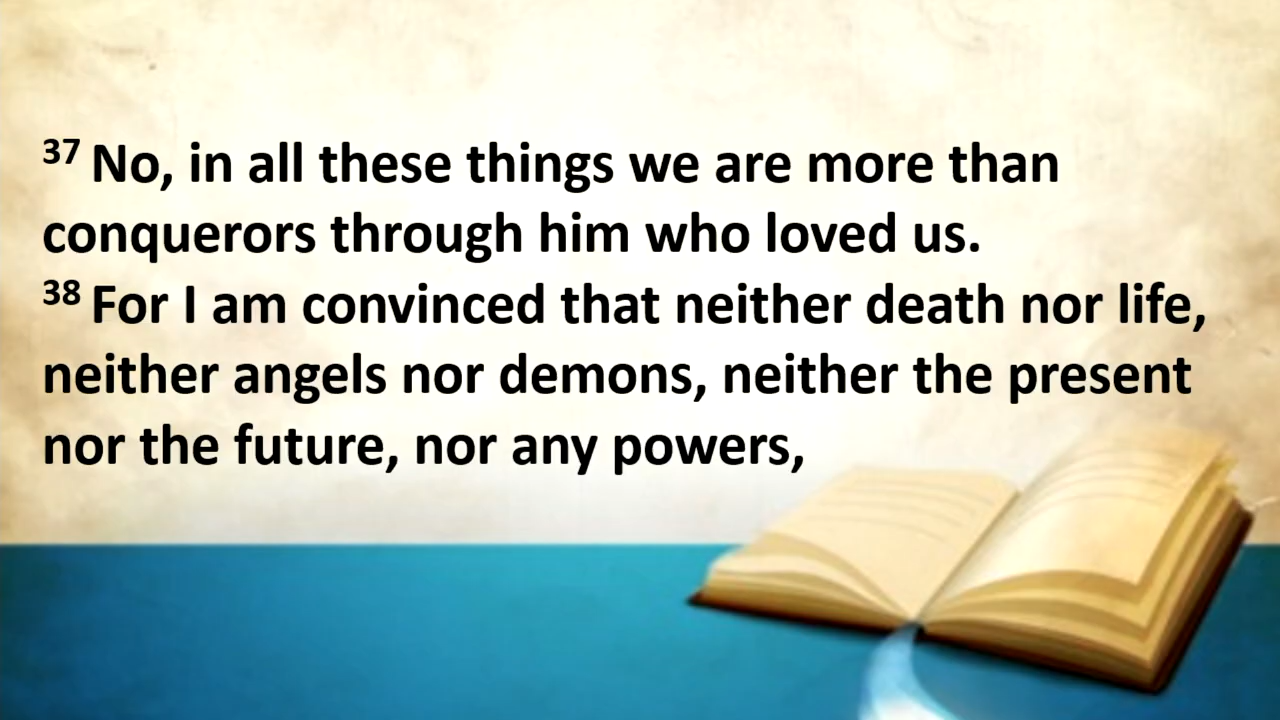 37 No, in all these things we are more than
conquerors through him who loved us.
38 For I am convinced that neither death nor life,
neither angels nor demons, neither the present
nor the future, nor any powers,